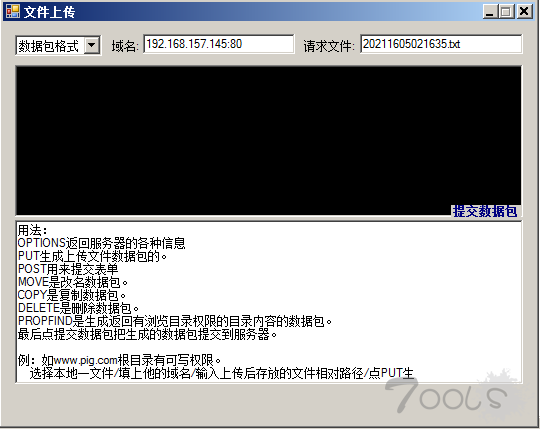 文件上传
数据包格式 域名: 192.168.157.145:80 请求文件: 20211605021635.txt
提交数据包
用法：
OPTIONS返回服务器的各种信息
PUT生成上传文件数据包的。
POST用来提交表单
MOVE是改名数据包。
COPY是复制数据包。
DELETE是删除数据包。
PROPFIND是生成返回有浏览目录权限的目录内容的数据包。
最后点提交数据包把生成的数据包提交到服务器。
例：如www.pig.com根目录有可写权限。
选择本地一文件/填上他的域名/输入上传后存放的文件相对路径/点PUT生
7ools